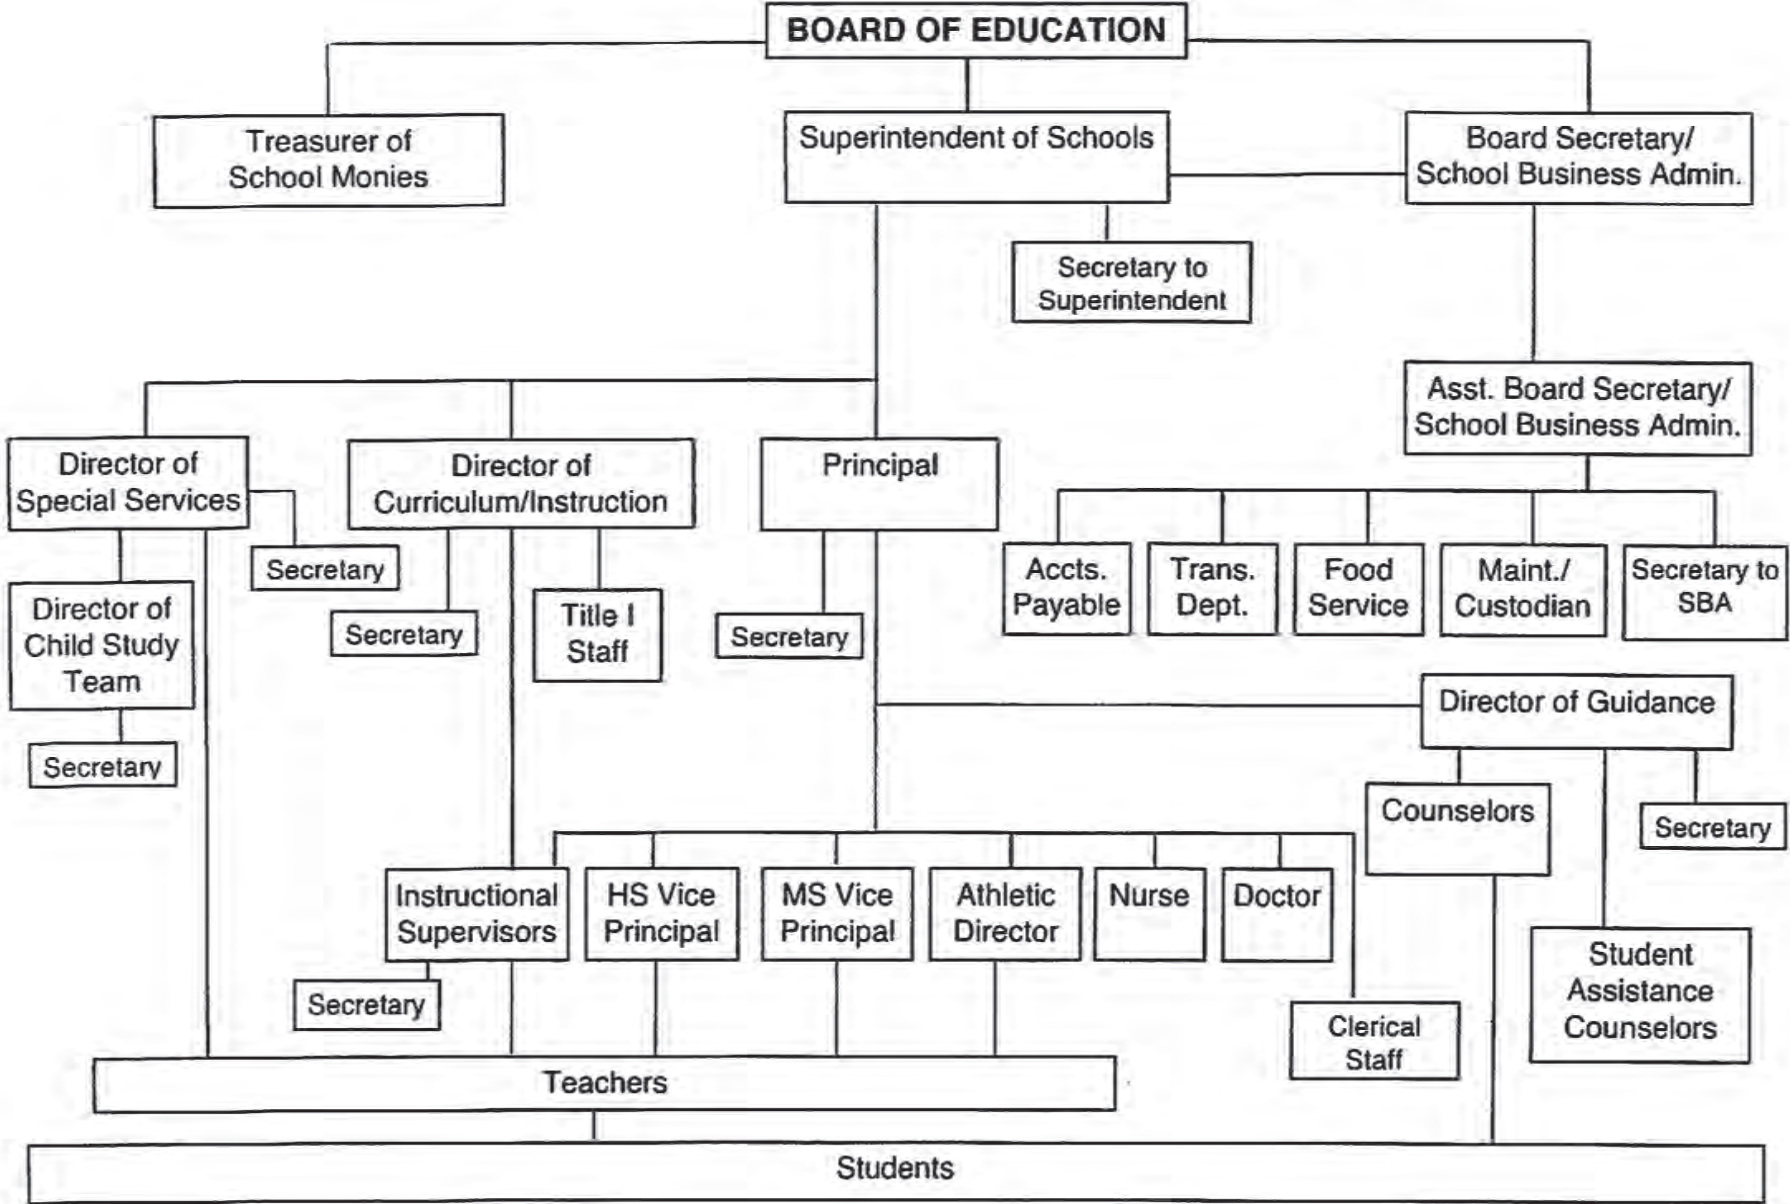 BOARD OF EDUCATION
Treasurer of
School Monies
Superintendent of Schools
Board Secretary/
School Business Admin.
Secretary to
Superintendent
Asst. Board Secretary/
School Business Admin.
Director of
Special Services
Director of
Curriculum/Instruction
Principal
Secretary
Accts.
Payable
Trans.
Dept.
Food
Service
Maint./
Custodian
Secretary to
SBA
Director of
Child Study
Team
Secretary
Title I
Staff
Secretary
Secretary
Director of Guidance
Counselors
Secretary
Instructional
Supervisors
HS Vice
Principal
MS Vice
Principal
Athletic
Director
Nurse
Doctor
Student
Assistance
Counselors
Secretary
Clerical
Staff
Teachers
Students